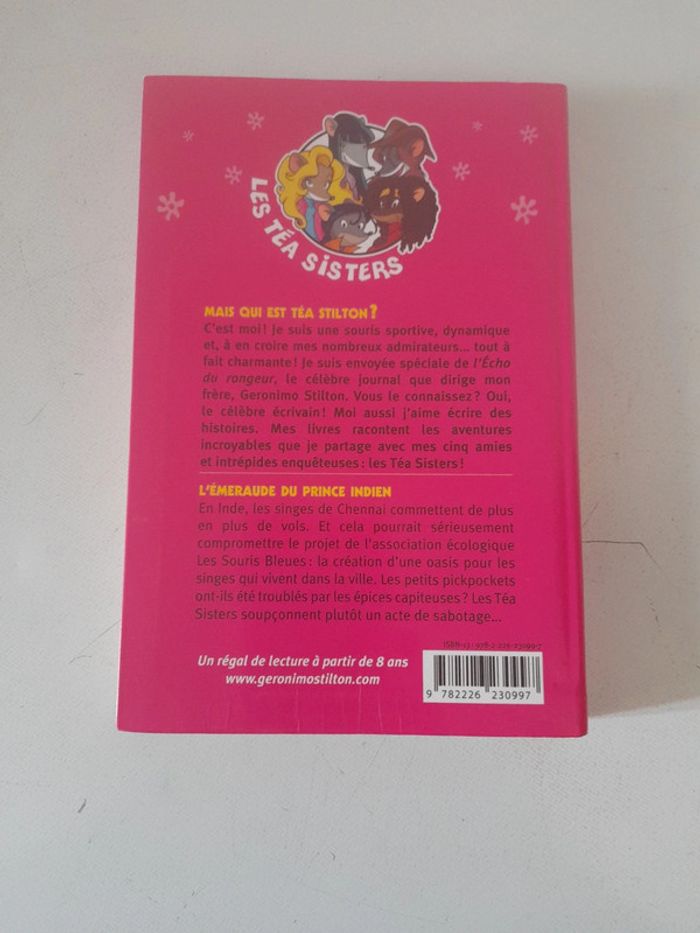 LES TÉA SISTERS
MAIS QUI EST TÉA STILTON ?
C'est moi ! Je suis une souris sportive, dynamique
et, à en croire mes nombreux admirateurs... tout à
fait charmante ! Je suis envoyée spéciale de l'Écho
du rongeur, le célèbre journal que dirige mon
frère, Geronimo Stilton. Vous le connaissez ? Oui,
le célèbre écrivain ! Moi aussi j'aime écrire des
histoires. Mes livres racontent les aventures
incroyables que je partage avec mes cinq amies
et intrépides enquêteuses : les Téa Sisters !
L'ÉMERAUDE DU PRINCE INDIEN
En Inde, les singes de Chennai commettent de plus
en plus de vols. Et cela pourrait sérieusement
compromettre le projet de l'association écologique
Les Souris Bleues : la création d'une oasis pour les
singes qui vivent dans la ville. Les petits pickpockets
ont-ils été troublés par les épices capiteuses ? Les Téa
Sisters soupçonnent plutôt un acte de sabotage...
ISBN-13 : 978-2-226-23099-7
Un régal de lecture à partir de 8 ans
www.geronimostilton.com
9 782226 230997